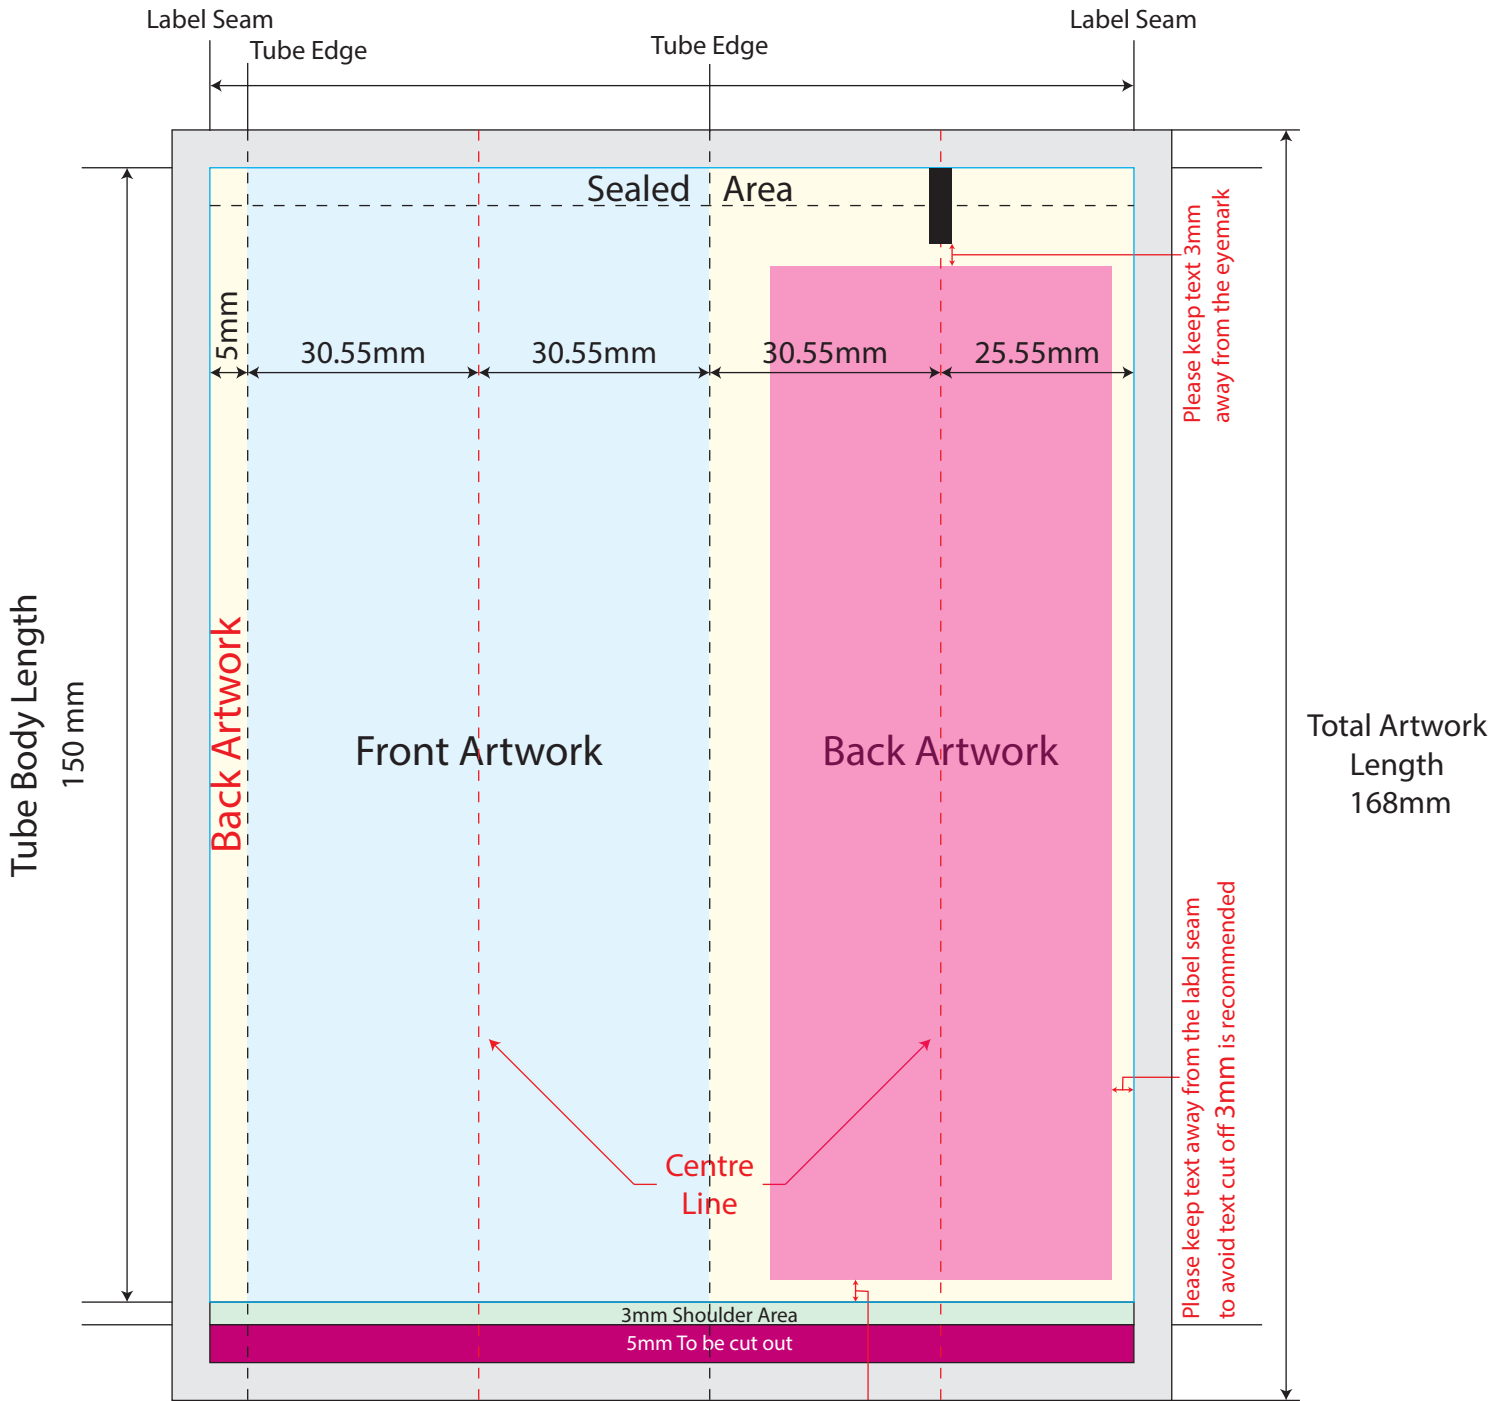 Label Seam
Label Seam
Tube Edge
Tube Edge
Sealed Area
Please keep text 3mm
away from the eyemark
5mm
30.55mm
30.55mm
30.55mm
25.55mm
Tube Body Length
150 mm
Back Artwork
Front Artwork
Back Artwork
Total Artwork
Length
168mm
Please keep text away from the label seam
to avoid text cut off 3mm is recommended
Centre
Line
3mm Shoulder Area
5mm To be cut out